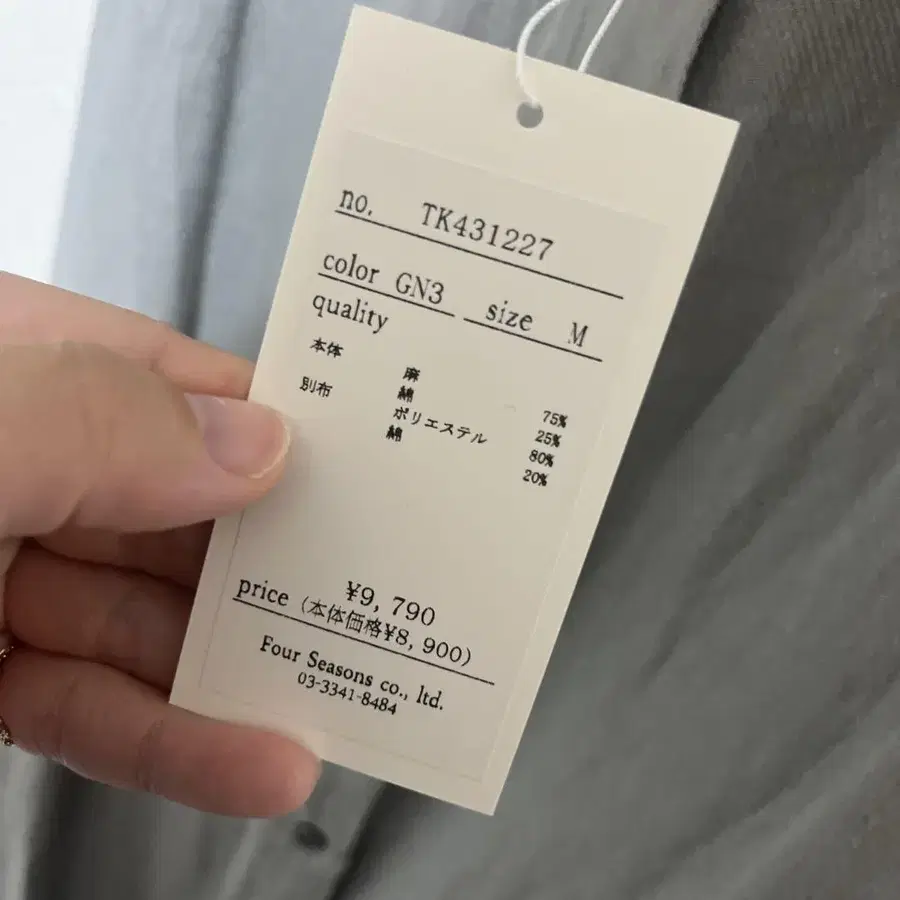 no. TK431227
color GN3 size M
quality
本体 麻 75%
綿 25%
別布 ポリエステル 80%
綿 20%
¥9,790
price (本体価格¥8,900)
Four Seasons co., ltd.
03-3341-8484